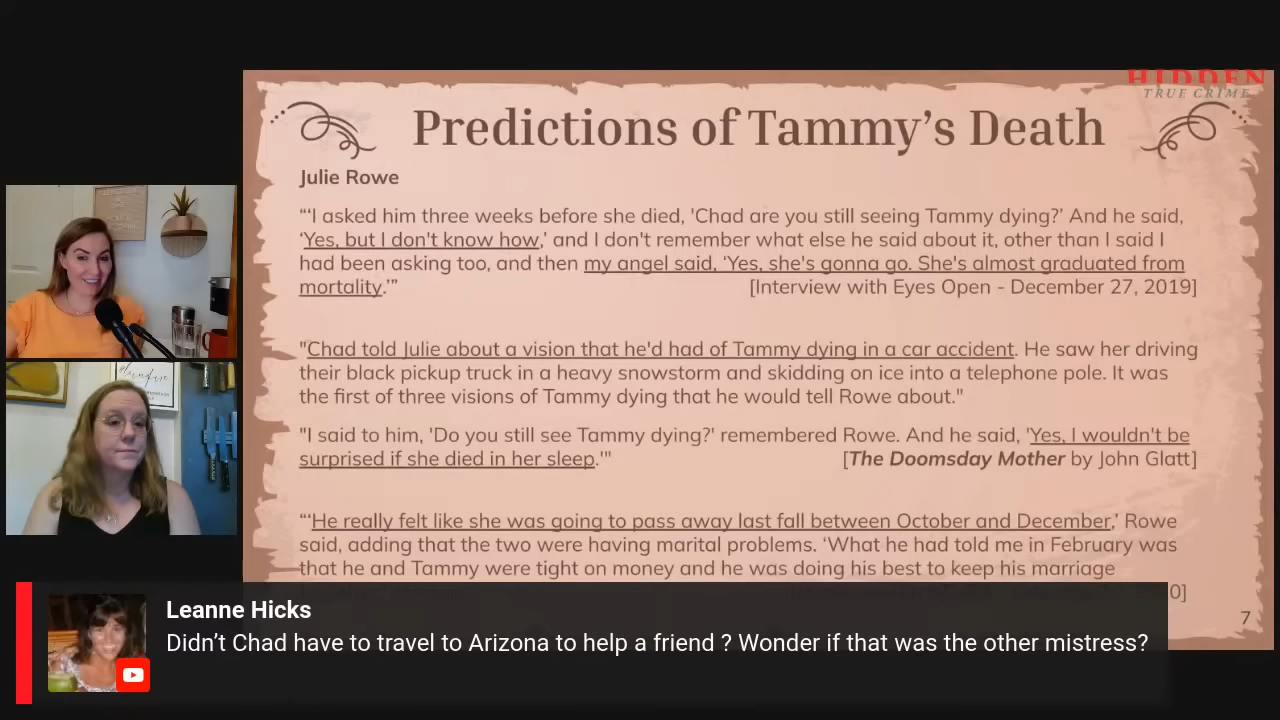 HIDDEN
TRUE CRIME
Predictions of Tammy’s Death
Julie Rowe
“‘I asked him three weeks before she died, 'Chad are you still seeing Tammy dying?’ And he said,
‘Yes, but I don't know how,’ and I don't remember what else he said about it, other than I said I
had been asking too, and then my angel said, ‘Yes, she's gonna go. She's almost graduated from
mortality.’” [Interview with Eyes Open - December 27, 2019]
"Chad told Julie about a vision that he'd had of Tammy dying in a car accident. He saw her driving
their black pickup truck in a heavy snowstorm and skidding on ice into a telephone pole. It was
the first of three visions of Tammy dying that he would tell Rowe about."
"I said to him, 'Do you still see Tammy dying?' remembered Rowe. And he said, 'Yes, I wouldn't be
surprised if she died in her sleep.'" [The Doomsday Mother by John Glatt]
“‘He really felt like she was going to pass away last fall between October and December,’ Rowe
said, adding that the two were having marital problems. ‘What he had told me in February was
that he and Tammy were tight on money and he was doing his best to keep his marriage
7
Leanne Hicks
Didn’t Chad have to travel to Arizona to help a friend ? Wonder if that was the other mistress?